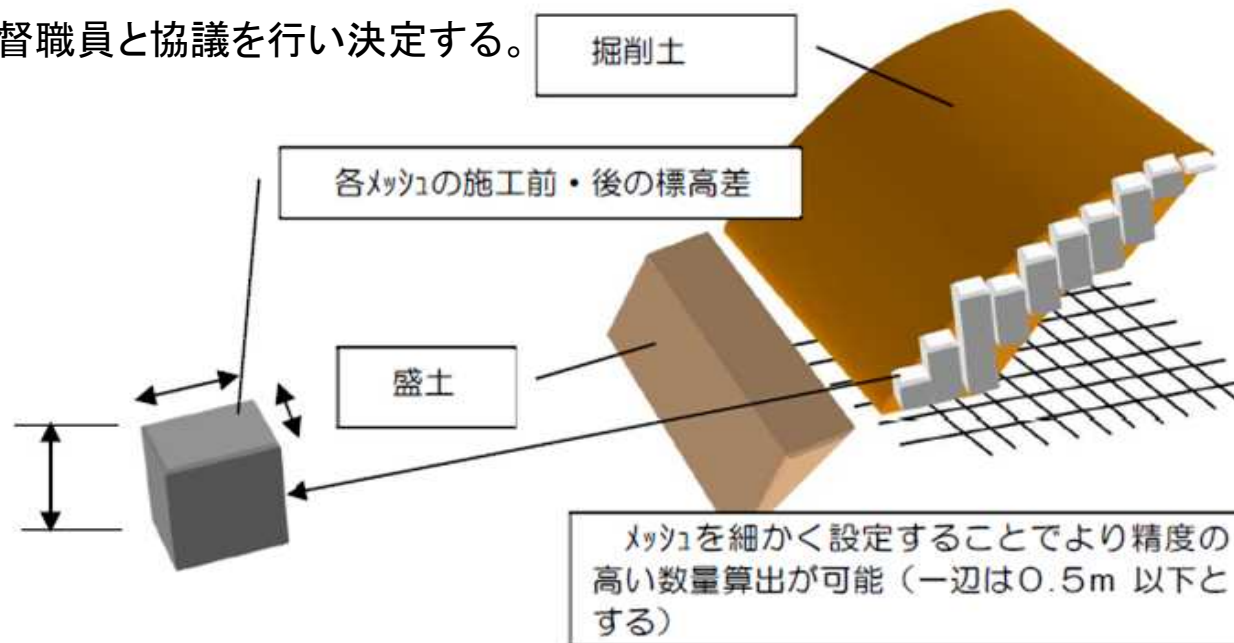 督職員と協議を行い決定する。
掘削土
各ﾒｯｼｭの施工前・後の標高差
盛土
ﾒｯｼｭを細かく設定することでより精度の
高い数量算出が可能（一辺は０.５ｍ 以下と
する）